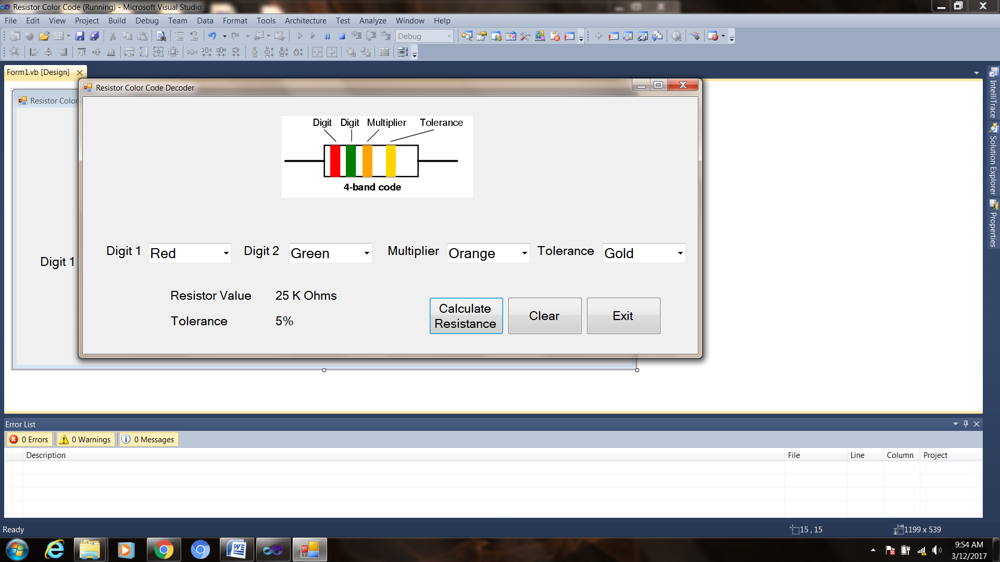 Resistor Color Code (Running) - Microsoft Visual Studio
File Edit View Project Build Debug Team Data Format Tools Architecture Test Analyze Window Help
Debug
Form1.vb [Design]
Resistor Color Code Decoder
Resistor Color
Digit Digit Multiplier Tolerance
4-band code
Digit 1 Red Digit 2 Green Multiplier Orange Tolerance Gold
Digit 1
Resistor Value 25 K Ohms
Tolerance 5%
Calculate
Resistance
Clear
Exit
IntelliTrace
Solution Explorer
Properties
Error List
0 Errors 0 Warnings 0 Messages
Description File Line Column Project
Ready 15 , 15 1199 x 539
9:54 AM
3/12/2017